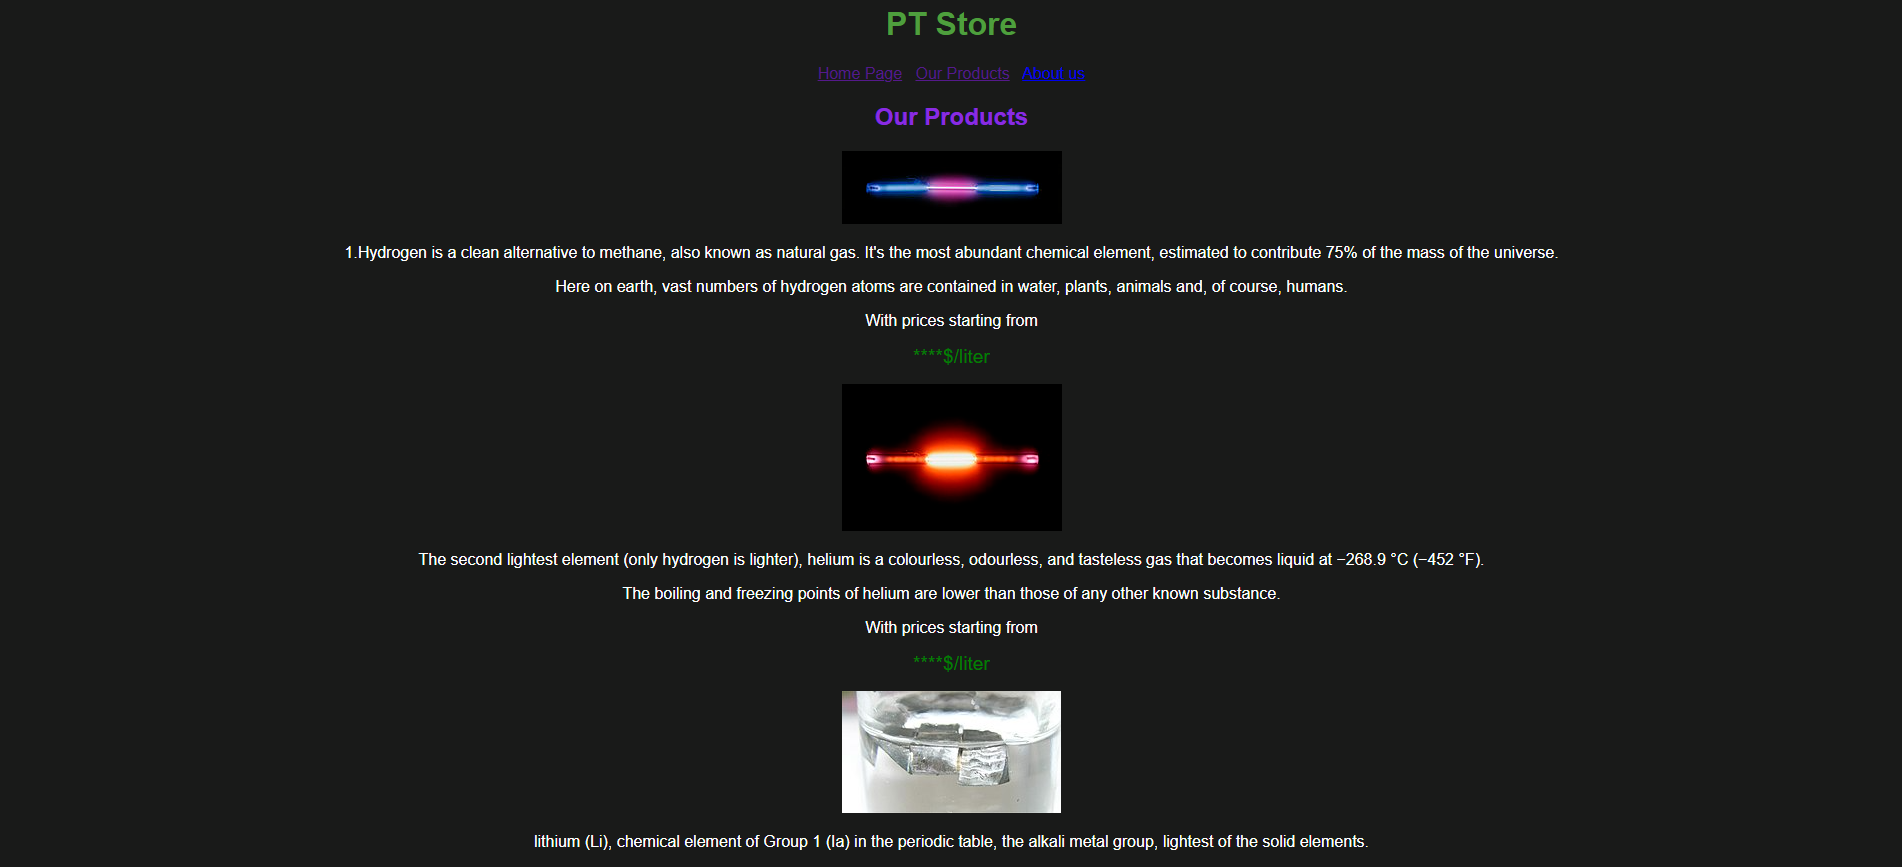 PT Store
Home Page Our Products About us
Our Products
1.Hydrogen is a clean alternative to methane, also known as natural gas. It's the most abundant chemical element, estimated to contribute 75% of the mass of the universe.
Here on earth, vast numbers of hydrogen atoms are contained in water, plants, animals and, of course, humans.
With prices starting from
****$/liter
The second lightest element (only hydrogen is lighter), helium is a colourless, odourless, and tasteless gas that becomes liquid at −268.9 °C (−452 °F).
The boiling and freezing points of helium are lower than those of any other known substance.
With prices starting from
****$/liter
lithium (Li), chemical element of Group 1 (Ia) in the periodic table, the alkali metal group, lightest of the solid elements.